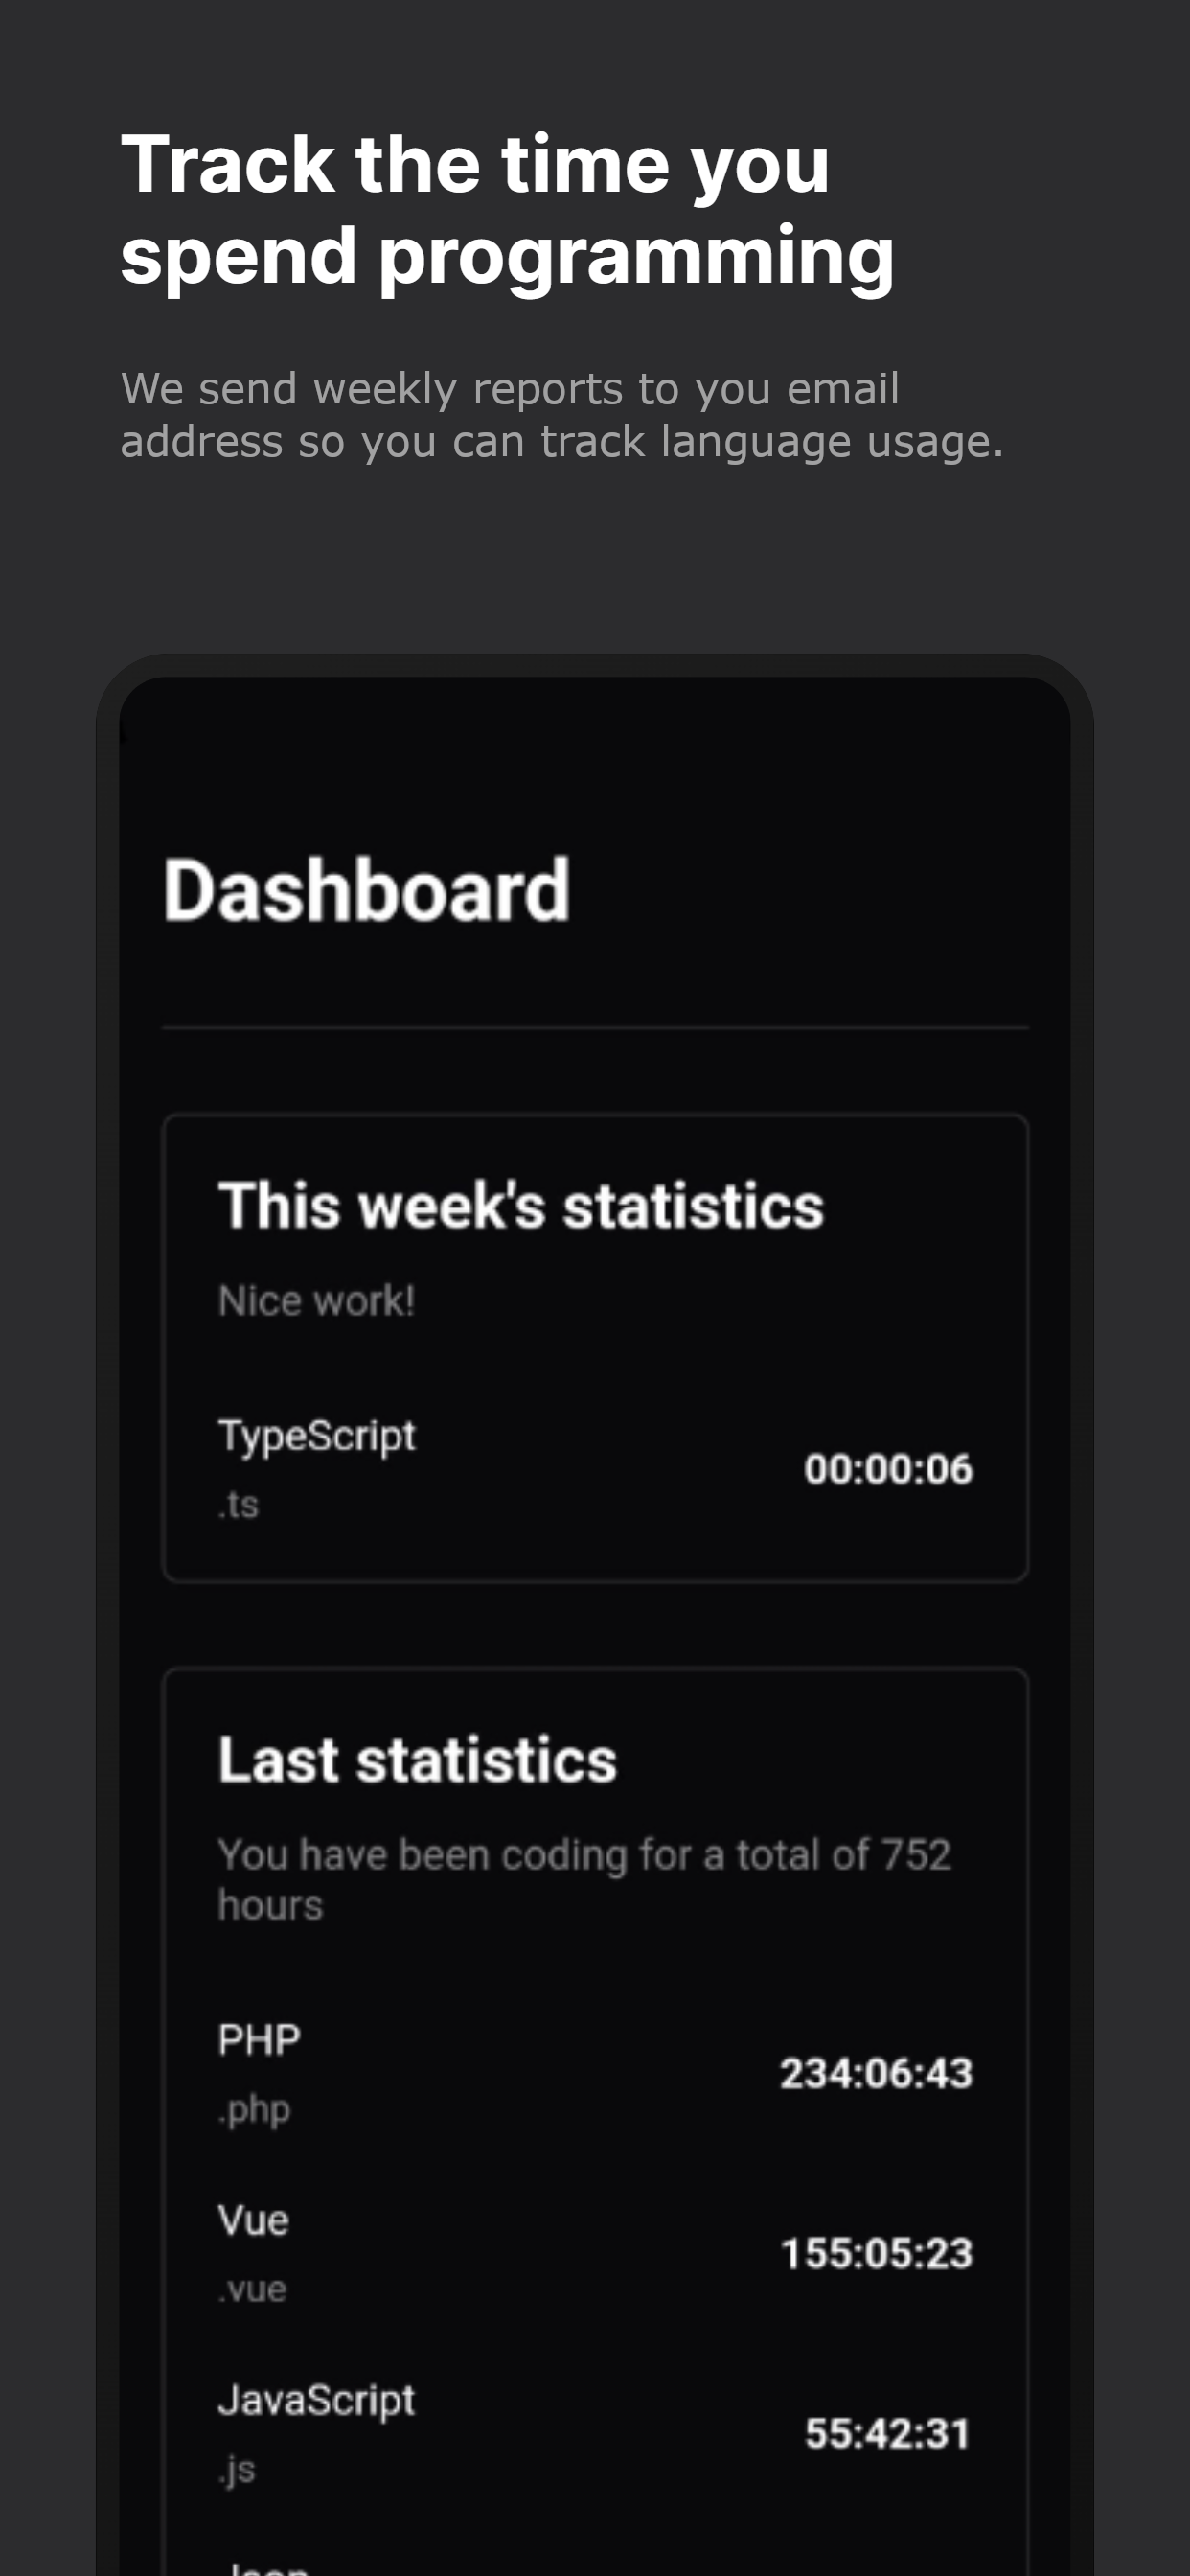 Track the time you
spend programming
We send weekly reports to you email
address so you can track language usage.
Dashboard
This week's statistics
Nice work!
TypeScript
.ts
00:00:06
Last statistics
You have been coding for a total of 752
hours
PHP
.php
234:06:43
Vue
.vue
155:05:23
JavaScript
.js
55:42:31